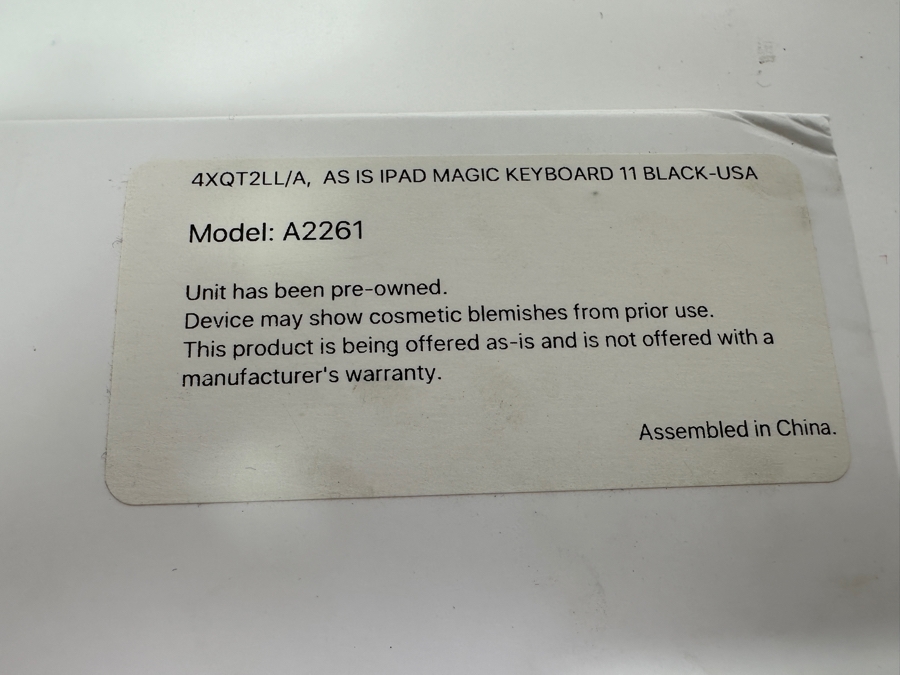 4XQT2LL/A, AS IS IPAD MAGIC KEYBOARD 11 BLACK-USA
Model: A2261
Unit has been pre-owned.
Device may show cosmetic blemishes from prior use.
This product is being offered as-is and is not offered with a
manufacturer's warranty.
Assembled in China.